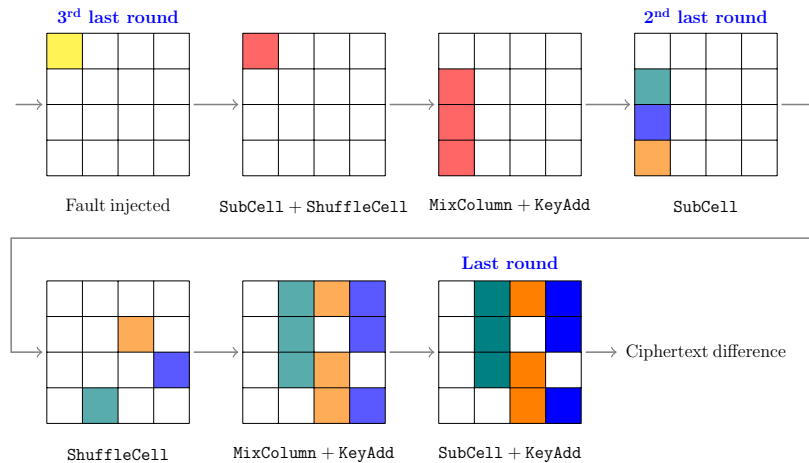 3rd last round
2nd last round
Fault injected
SubCell + ShuffleCell
MixColumn + KeyAdd
SubCell
Last round
Ciphertext difference
ShuffleCell
MixColumn + KeyAdd
SubCell + KeyAdd